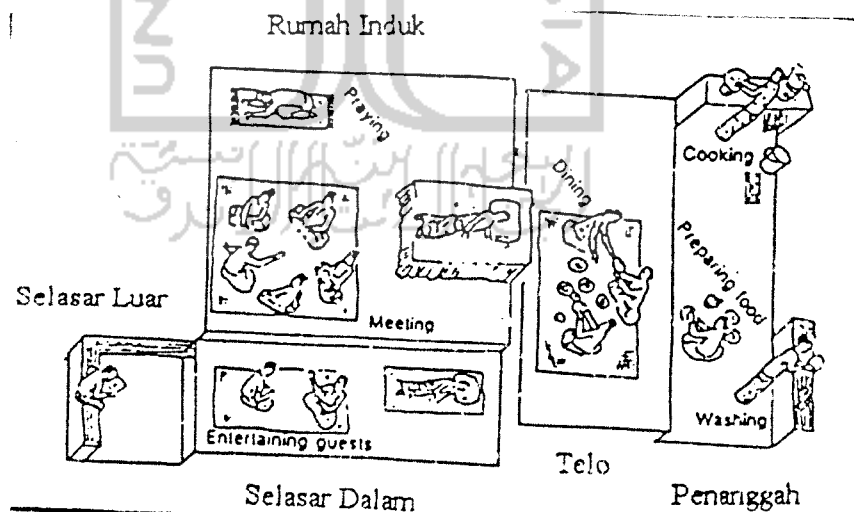 Rumah Induk
Praying
Cooking
Dining
Preparing food
Selasar Luar
Meeting
Entertaining guests
Washing
Telo
Selasar Dalam
Penanggah